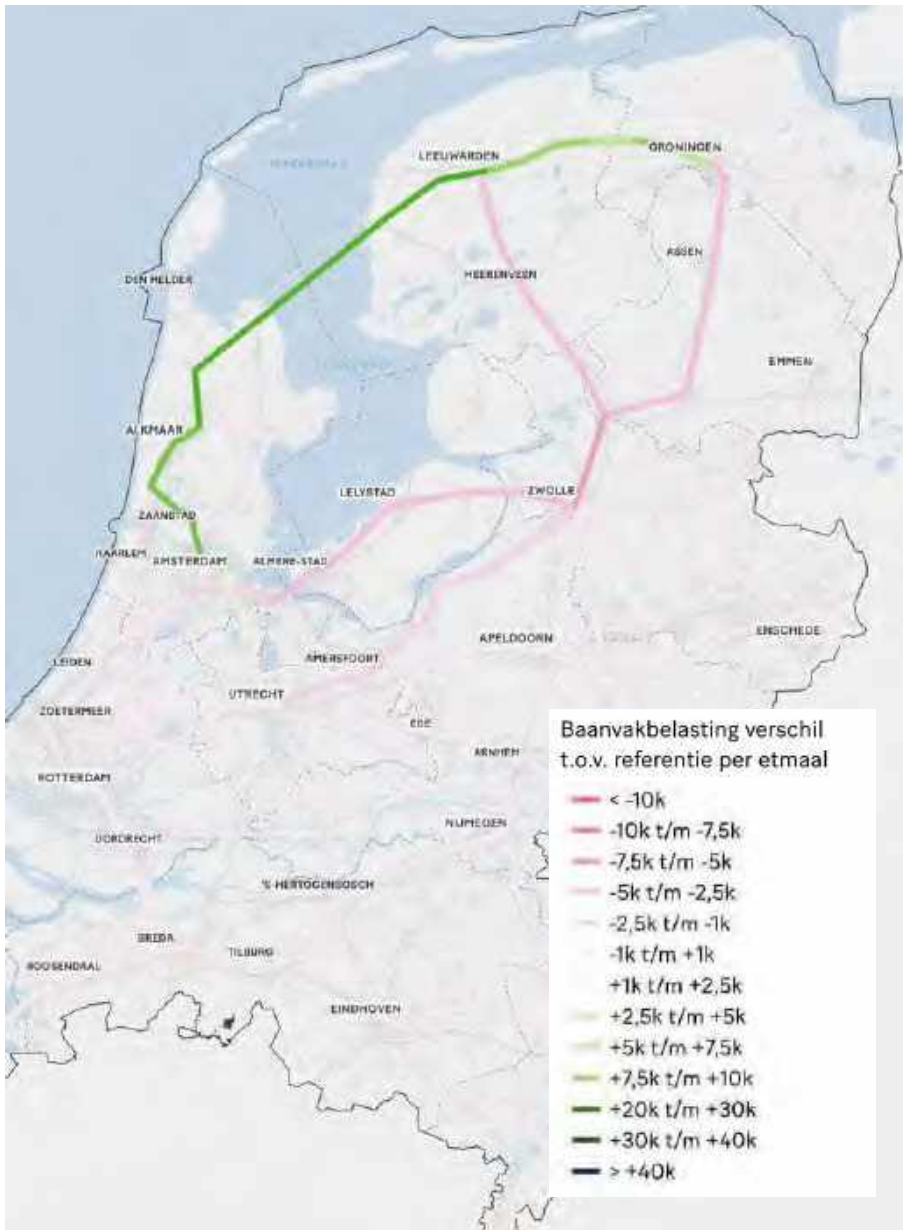 LEEUWARDEN
GRONINGEN
DEN HELDER
HEERENVEEN
ASSEN
EMMEN
ALKMAAR
LELYSTAD
ZWOLLE
ZAANSTAD
HAARLEM
AMSTERDAM
ALMERE-STAD
APELDOORN
ENSCHEDE
LEIDEN
AMERSFOORT
UTRECHT
ZOETERMEER
EDE
ARNHEM
ROTTERDAM
NIJMEGEN
DORDRECHT
'S-HERTOGENBOSCH
BREDA
TILBURG
ROOSENDAAL
EINDHOVEN
Baanvakbelasting verschil
t.o.v. referentie per etmaal
< -10k
-10k t/m -7,5k
-7,5k t/m -5k
-5k t/m -2,5k
-2,5k t/m -1k
-1k t/m +1k
+1k t/m +2,5k
+2,5k t/m +5k
+5k t/m +7,5k
+7,5k t/m +10k
+20k t/m +30k
+30k t/m +40k
> +40k